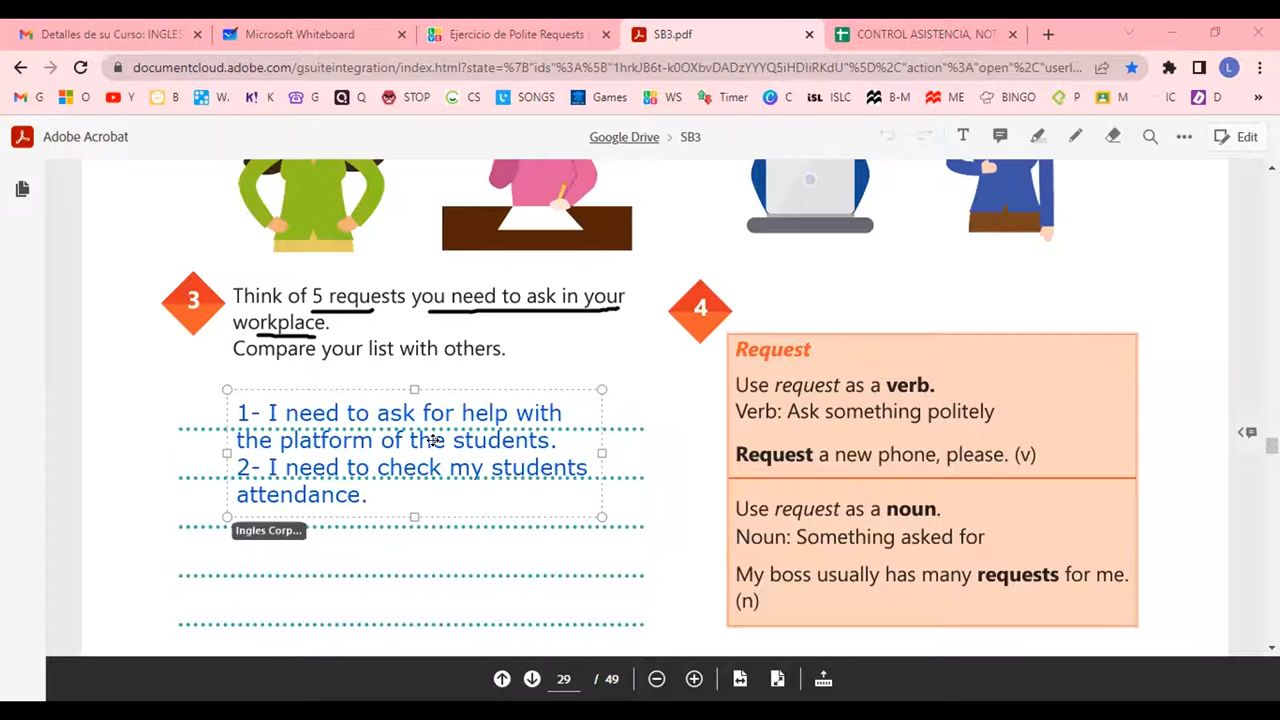 Detalles de su Curso: INGLES
Microsoft Whiteboard
Ejercicio de Polite Requests
SB3.pdf
CONTROL ASISTENCIA, NOT
documentcloud.adobe.com/gsuiteintegration/index.html?state=%7B"ids"%3A%5B"1hrkJB6t-k0OXbvDADzYYYQ5iHDIiRKdU"%5D%2C"action"%3A"open"%2C"userI...
G O Y B W. K! G Q STOP CS SONGS Games WS Timer C ISLC B-M ME BINGO P M IC D »
Adobe Acrobat
Google Drive > SB3
Edit
3
Think of 5 requests you need to ask in your
workplace.
Compare your list with others.
1- I need to ask for help with
the platform of the students.
2- I need to check my students
attendance.
Ingles Corp...
4
Request
Use request as a verb.
Verb: Ask something politely
Request a new phone, please. (v)
Use request as a noun.
Noun: Something asked for
My boss usually has many requests for me.
(n)
29 / 49